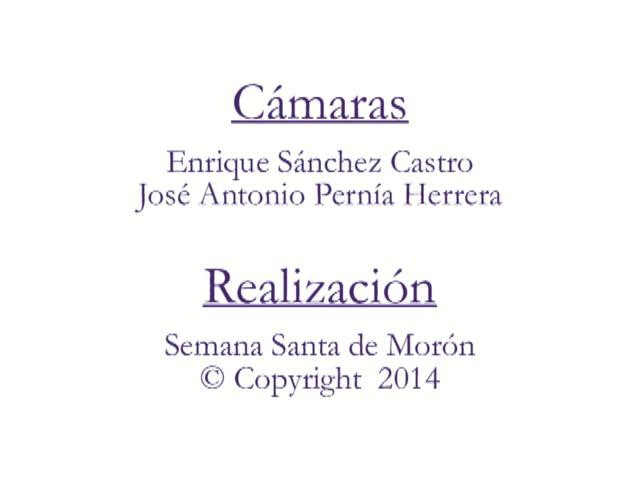 Cámaras
Enrique Sánchez Castro
José Antonio Pernía Herrera
Realización
Semana Santa de Morón
© Copyright 2014